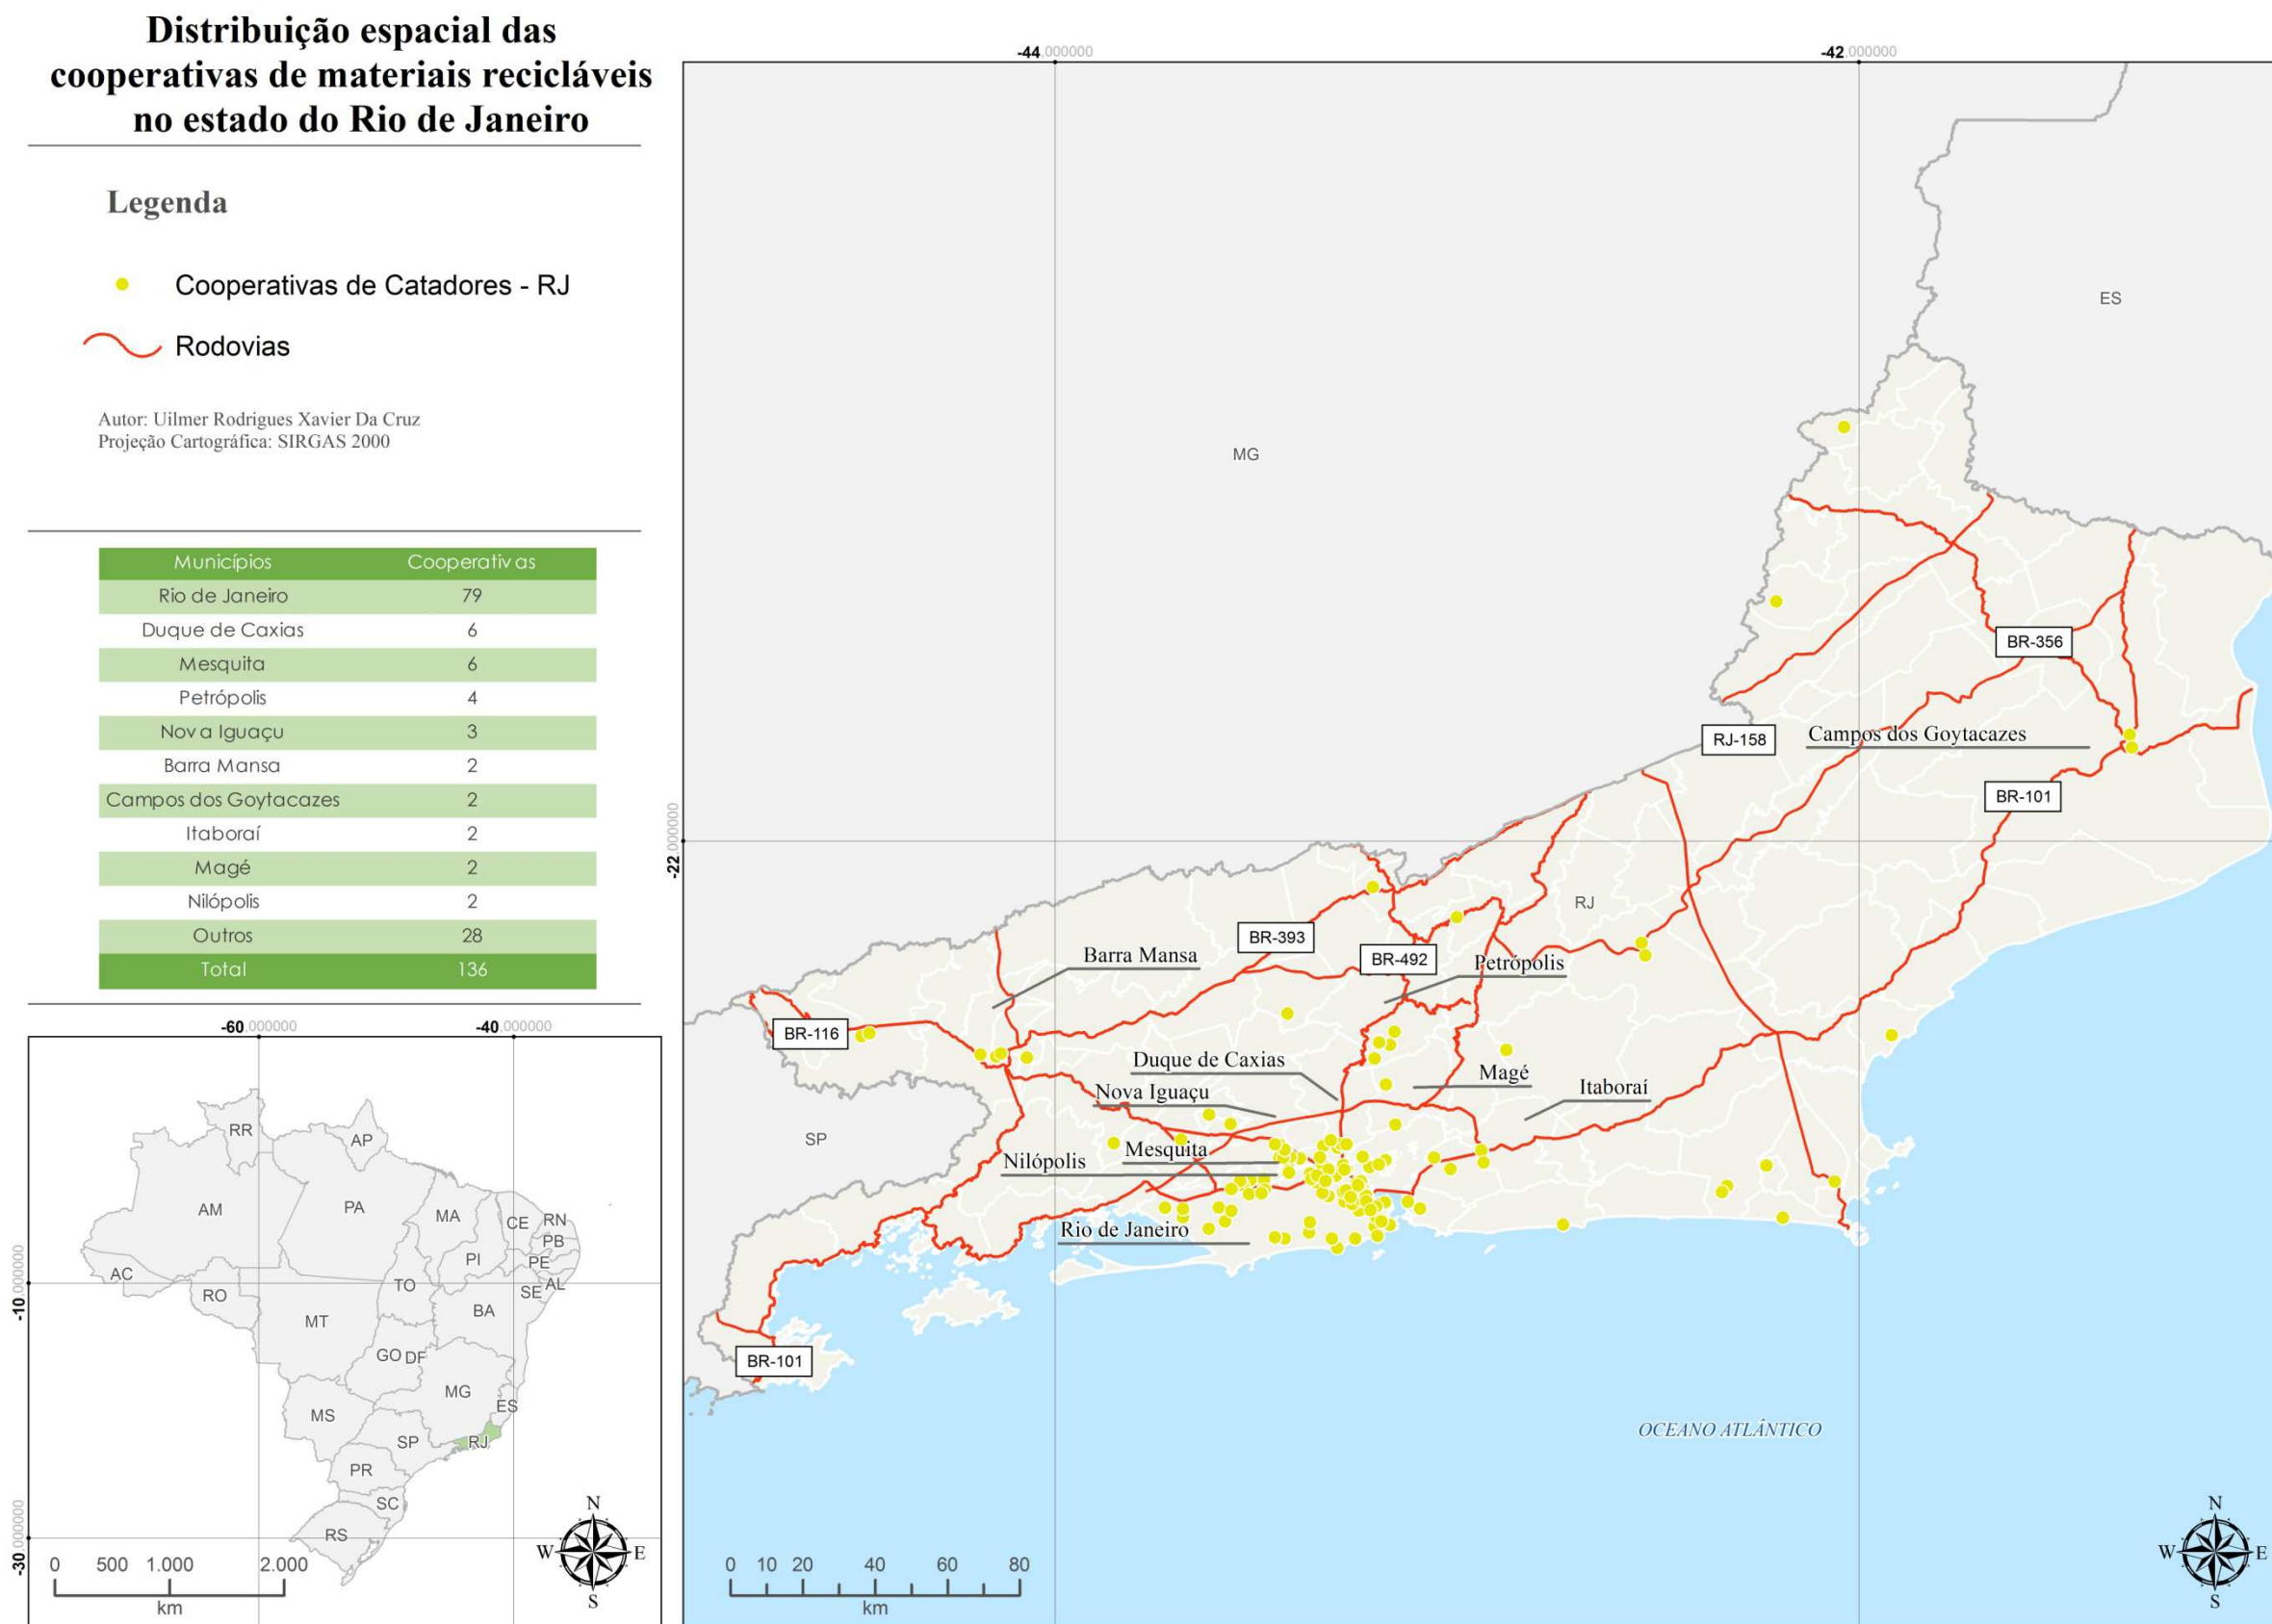 Distribuição espacial das
cooperativas de materiais recicláveis
no estado do Rio de Janeiro
Legenda
Cooperativas de Catadores - RJ
Rodovias
Autor: Uilmer Rodrigues Xavier Da Cruz
Projeção Cartográfica: SIRGAS 2000
Municípios Cooperativas
Rio de Janeiro 79
Duque de Caxias 6
Mesquita 6
Petrópolis 4
Nova Iguaçu 3
Barra Mansa 2
Campos dos Goytacazes 2
Itaboraí 2
Magé 2
Nilópolis 2
Outros 28
Total 136
-60.000000 -40.000000
-10.000000
-30.000000
RR
AP
AM
PA
MA
CE
RN
PB
PI
PE
AC
RO
TO
SE
AL
MT
BA
GO
DF
MG
ES
MS
SP
RJ
PR
SC
RS
0 500 1.000 2.000
km
N
W E
S
-44.000000 -42.000000
-22.000000
MG
ES
BR-356
RJ-158
Campos dos Goytacazes
BR-101
RJ
BR-393
BR-492
Barra Mansa
Petrópolis
BR-116
Duque de Caxias
Magé
Nova Iguaçu
Itaboraí
SP
Mesquita
Nilópolis
Rio de Janeiro
BR-101
OCEANO ATLÂNTICO
0 10 20 40 60 80
km
N
W E
S